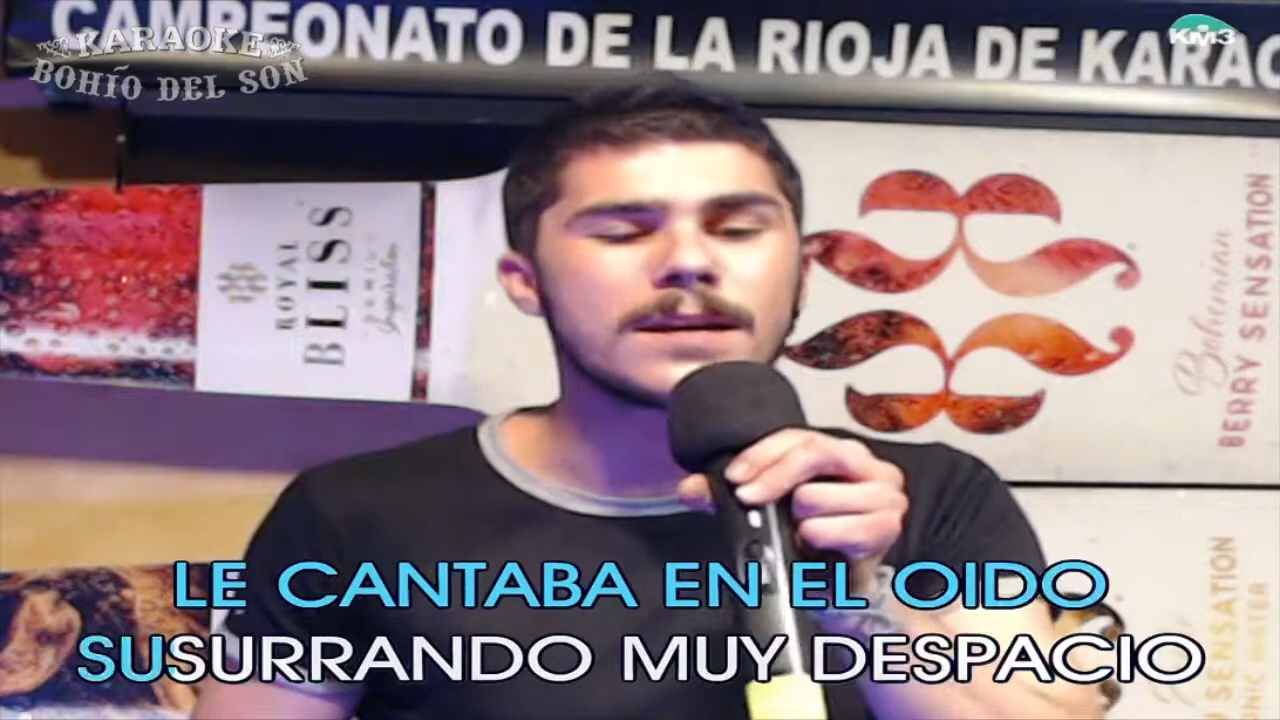 CAMPEONATO DE LA RIOJA DE KARAO
KARAOKE
BOHÍO DEL SON
KM3
ROYAL
BLISS
Bohemian
BERRY SENSATION
SENSATION
LE CANTABA EN EL OIDO
SUSURRANDO MUY DESPACIO